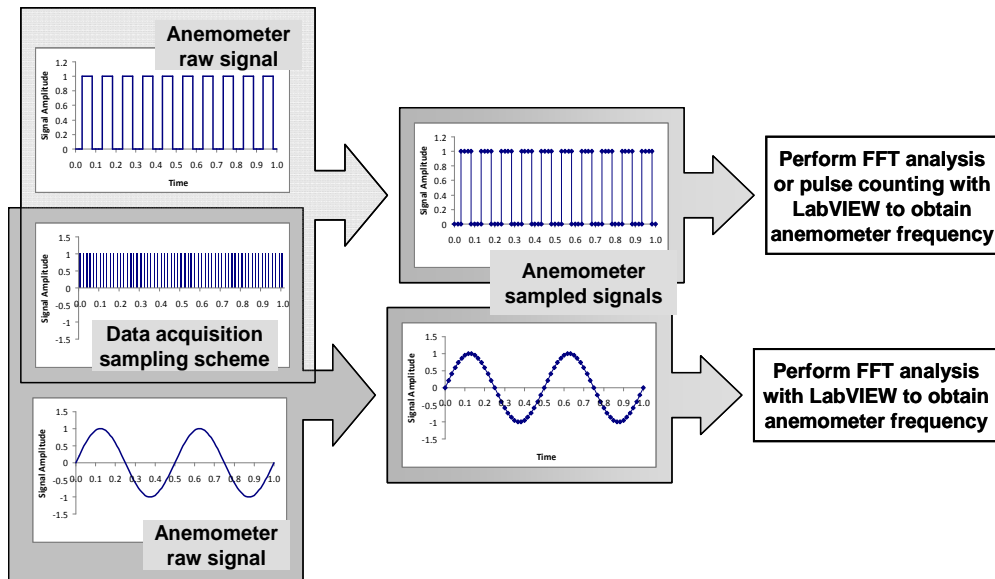 Anemometer
raw signal
Signal Amplitude
1.2
1
0.8
0.6
0.4
0.2
0
0.0 0.1 0.2 0.3 0.4 0.5 0.6 0.7 0.8 0.9 1.0
Time
Signal Amplitude
1.5
1
0.5
0
-0.5
-1
-1.5
0.0 0.1 0.2 0.3 0.4 0.5 0.6 0.7 0.8 0.9 1.0
Data acquisition
sampling scheme
Signal Amplitude
1.5
1
0.5
0
-0.5
-1
-1.5
0.0 0.1 0.2 0.3 0.4 0.5 0.6 0.7 0.8 0.9 1.0
Anemometer
raw signal
Signal Amplitude
1.2
1
0.8
0.6
0.4
0.2
0
0.0 0.1 0.2 0.3 0.4 0.5 0.6 0.7 0.8 0.9 1.0
Anemometer
sampled signals
Signal Amplitude
1.5
1
0.5
0
-0.5
-1
-1.5
0.0 0.1 0.2 0.3 0.4 0.5 0.6 0.7 0.8 0.9 1.0
Time
Perform FFT analysis
or pulse counting with
LabVIEW to obtain
anemometer frequency
Perform FFT analysis
with LabVIEW to obtain
anemometer frequency